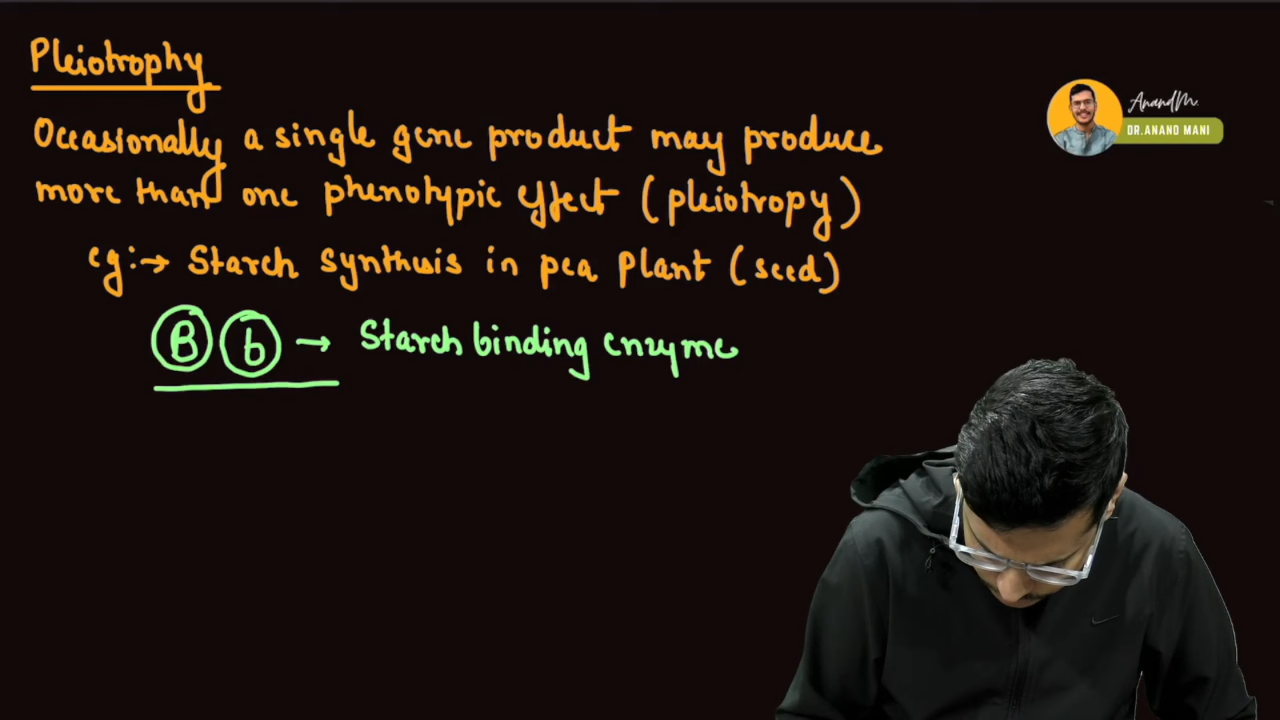 Pleiotrophy
Occasionally a single gene product may produce
more than one phenotypic effect (pleiotropy)
eg:→ Starch synthesis in pea plant (seed)
B b → Starch binding enzyme
AnandM.
DR.ANAND MANI